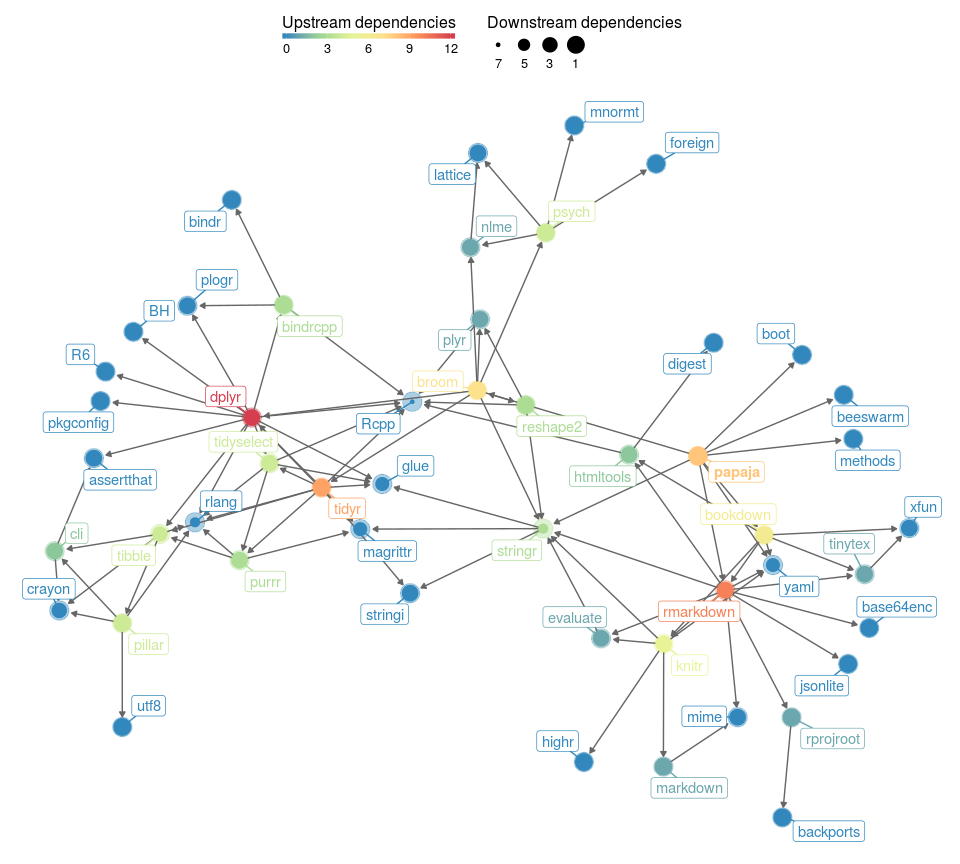 Upstream dependencies Downstream dependencies
0 3 6 9 12 7 5 3 1
mnormt
foreign
lattice
psych
bindr
nlme
plogr
BH
bindrcpp
boot
plyr
R6
digest
broom
dplyr
beeswarm
pkgconfig
Rcpp
reshape2
tidyselect
methods
glue
papaja
assertthat
htmltools
rlang
xfun
tidyr
bookdown
cli
tinytex
tibble
magrittr
stringr
purrr
yaml
crayon
base64enc
stringi
evaluate
rmarkdown
pillar
knitr
jsonlite
utf8
mime
highr
rprojroot
markdown
backports